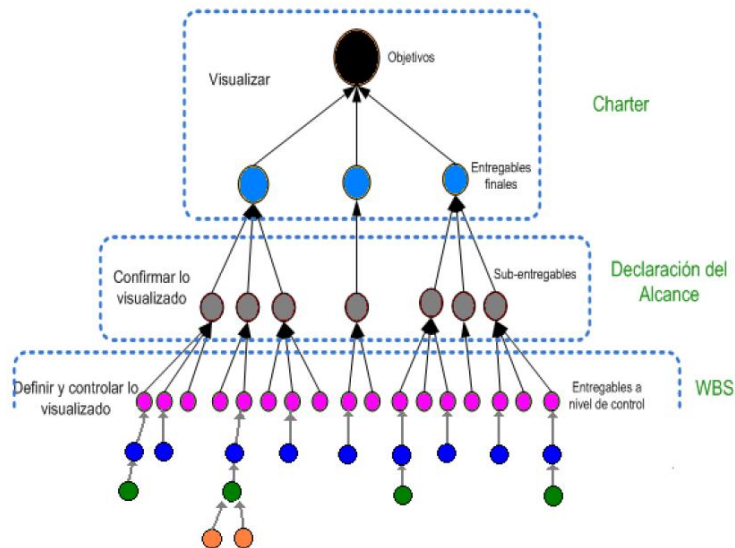 Objetivos
Visualizar
Charter
Entregables
finales
Confirmar lo
visualizado
Sub-entregables
Declaración del
Alcance
Definir y controlar lo
visualizado
Entregables a
nivel de control
WBS